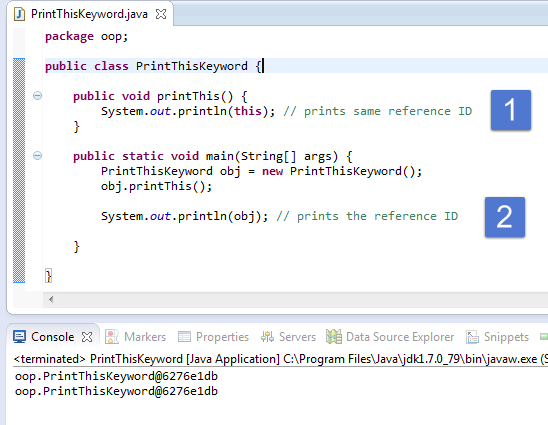 PrintThisKeyword.java
package oop;
public class PrintThisKeyword {
public void printThis() {
System.out.println(this); // prints same reference ID
1
}
public static void main(String[] args) {
PrintThisKeyword obj = new PrintThisKeyword();
obj.printThis();
System.out.println(obj); // prints the reference ID
2
}
}
Console Markers Properties Servers Data Source Explorer Snippets
<terminated> PrintThisKeyword [Java Application] C:\Program Files\Java\jdk1.7.0_79\bin\javaw.exe (S
oop.PrintThisKeyword@6276e1db
oop.PrintThisKeyword@6276e1db